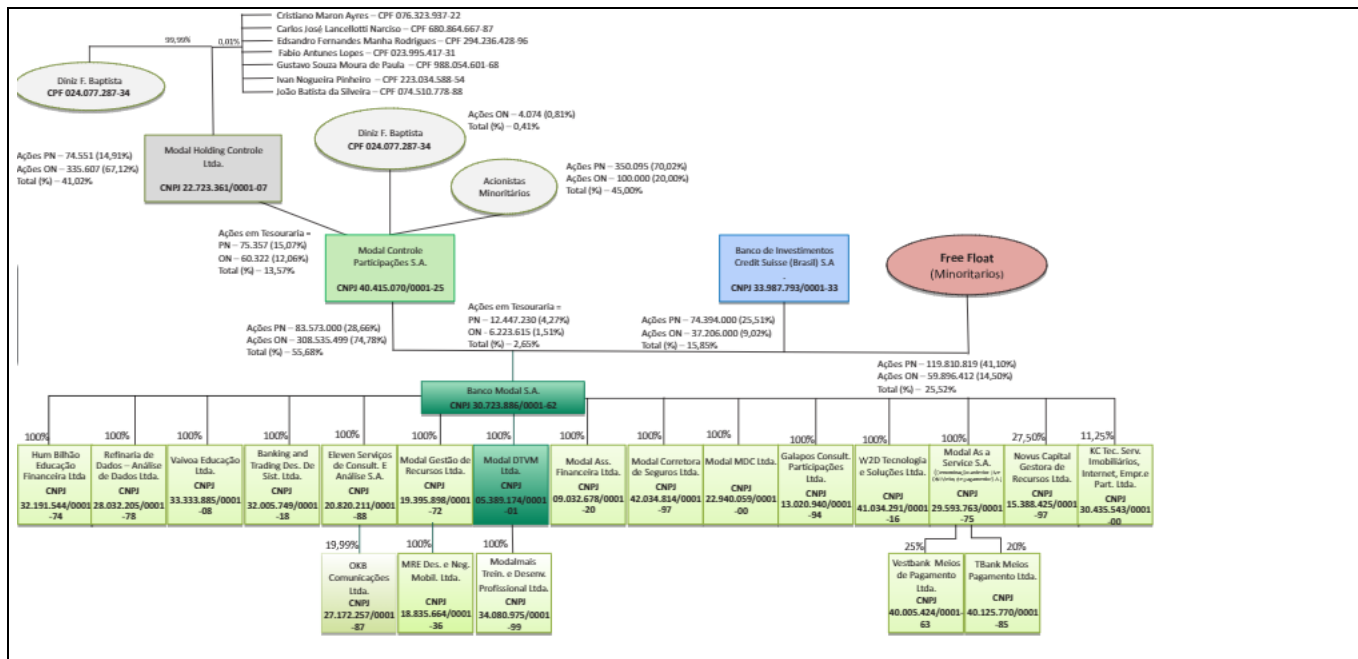 Cristiano Maron Ayres – CPF 076.323.937-22
Carlos José Lancellotti Narciso – CPF 680.864.667-87
Edsandro Fernandes Manha Rodrigues – CPF 294.236.428-96
Fabio Antunes Lopes – CPF 023.995.417-31
Gustavo Souza Moura de Paula – CPF 988.054.601-68
Ivan Nogueira Pinheiro – CPF 223.034.588-54
João Batista da Silveira – CPF 074.510.778-88
99,99%
0,01%
Diniz F. Baptista
CPF 024.077.287-34
Ações ON – 4.074 (0,81%)
Total (%) – 0,41%
Diniz F. Baptista
CPF 024.077.287-34
Ações PN – 74.551 (14,91%)
Ações ON – 335.607 (67,12%)
Total (%) – 41,02%
Modal Holding Controle
Ltda.
CNPJ 22.723.361/0001-07
Acionistas
Minoritários
Ações PN – 350.095 (70,02%)
Ações ON – 100.000 (20,00%)
Total (%) – 45,00%
Ações em Tesouraria =
PN – 75.357 (15,07%)
ON – 60.322 (12,06%)
Total (%) – 13,57%
Modal Controle
Participações S.A.
CNPJ 40.415.070/0001-25
Banco de Investimentos
Credit Suisse (Brasil) S.A
.
CNPJ 33.987.793/0001-33
Free Float
(Minoritarios)
Ações PN – 83.573.000 (28,66%)
Ações ON – 308.535.499 (74,78%)
Total (%) – 55,68%
Ações em Tesouraria =
PN – 12.447.230 (4,27%)
ON – 6.223.615 (1,51%)
Total (%) – 2,65%
Ações PN – 74.394.000 (25,51%)
Ações ON – 37.206.000 (9,02%)
Total (%) – 15,85%
Ações PN – 119.810.819 (41,10%)
Ações ON – 59.896.412 (14,50%)
Total (%) – 25,52%
Banco Modal S.A.
CNPJ 30.723.886/0001-62
100%
Hum Bilhão
Educação
Financeira Ltda
CNPJ
32.191.544/0001
-74
100%
Refinaria de
Dados – Análise
de Dados Ltda.
CNPJ
28.032.205/0001
-78
100%
Vaivoa Educação
Ltda.
CNPJ
33.333.885/0001
-08
100%
Banking and
Trading Des. De
Sist. Ltda.
CNPJ
32.005.749/0001
-18
100%
Eleven Serviços
de Consult. E
Análise S.A.
CNPJ
20.820.211/0001
-88
100%
Modal Gestão de
Recursos Ltda.
CNPJ
19.395.898/0001
-72
100%
Modal DTVM
Ltda.
CNPJ
05.389.174/0001
-01
100%
Modal Ass.
Financeira Ltda.
CNPJ
09.032.678/0001
-20
100%
Modal Corretora
de Seguros Ltda.
CNPJ
42.034.814/0001
-97
100%
Modal MDC Ltda.
CNPJ
22.940.059/0001
-00
100%
Galapos Consult.
Participações
Ltda.
CNPJ
13.020.940/0001
-94
100%
W2D Tecnologia
e Soluções Ltda.
CNPJ
41.034.291/0001
-16
100%
Modal As a
Service S.A.
CNPJ
29.593.763/0001
-75
27,50%
Novus Capital
Gestora de
Recursos Ltda.
CNPJ
15.388.425/0001
-97
11,25%
KC Tec. Serv.
Imobiliários,
Internet, Empr.e
Part. Ltda.
CNPJ
30.435.543/0001
-00
19,99%
OKB
Comunicações
Ltda.
CNPJ
27.172.257/0001
-87
100%
MRE Des. e Neg.
Mobil. Ltda.
CNPJ
18.835.664/0001
-36
100%
Modalmais
Trein. e Desenv.
Profissional Ltda.
CNPJ
34.080.975/0001
-99
25%
Vestbank Meios
de Pagamento
Ltda.
CNPJ
40.005.424/0001-
63
20%
TBank Meios
Pagamento Ltda.
CNPJ
40.125.770/0001
-85